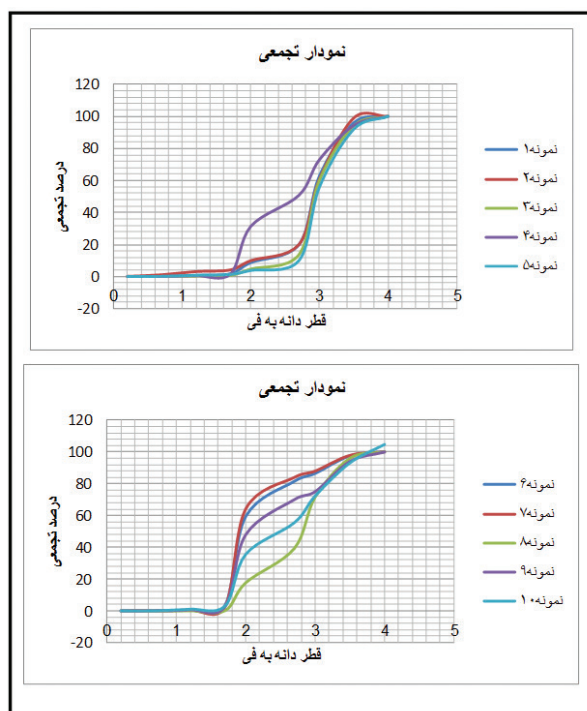 نمودار تجمعی
120
100
80
60
40
20
0
-20
0 1 2 3 4 5
درصد تجمعی
قطر دانه به فی
نمونه۱
نمونه۲
نمونه۳
نمونه۴
نمونه۵
نمودار تجمعی
120
100
80
60
40
20
0
-20
0 1 2 3 4 5
درصد تجمعی
قطر دانه به فی
نمونه۶
نمونه۷
نمونه۸
نمونه۹
نمونه۱۰